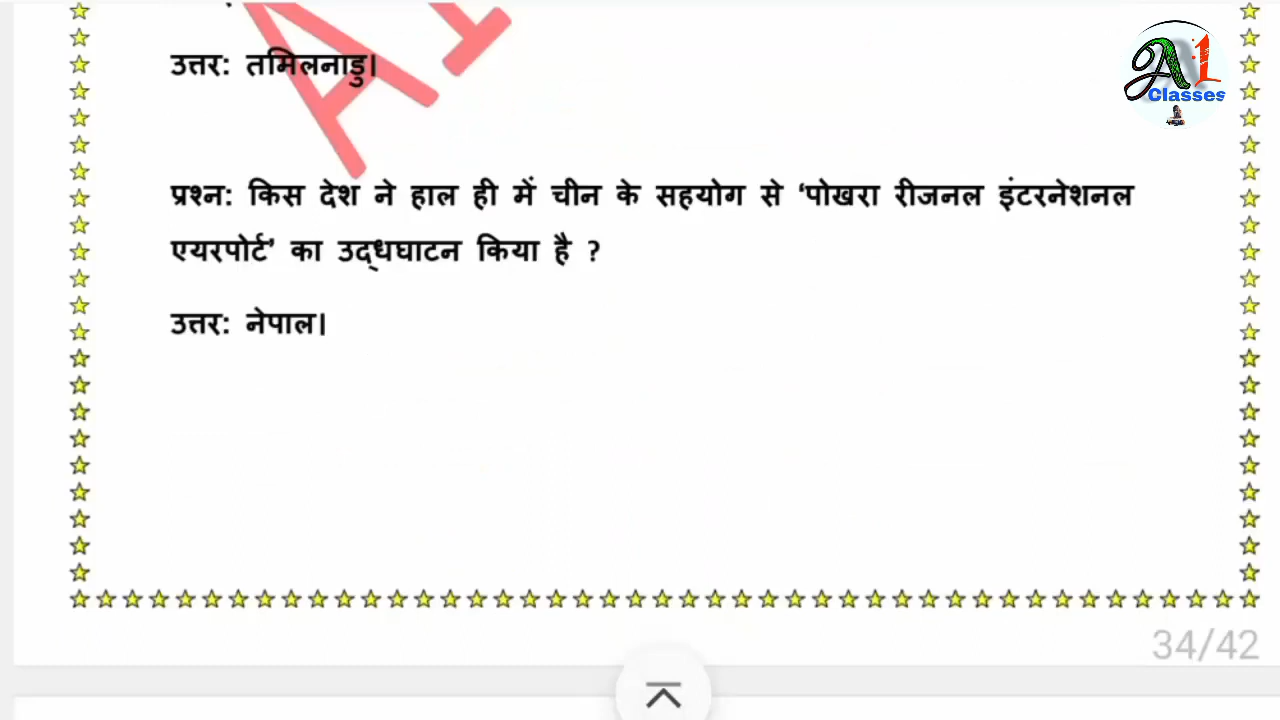 A1
Classes
उत्तर: तमिलनाडु।
प्रश्न: किस देश ने हाल ही में चीन के सहयोग से ‘पोखरा रीजनल इंटरनेशनल
एयरपोर्ट’ का उद्धघाटन किया है ?
उत्तर: नेपाल।
34/42